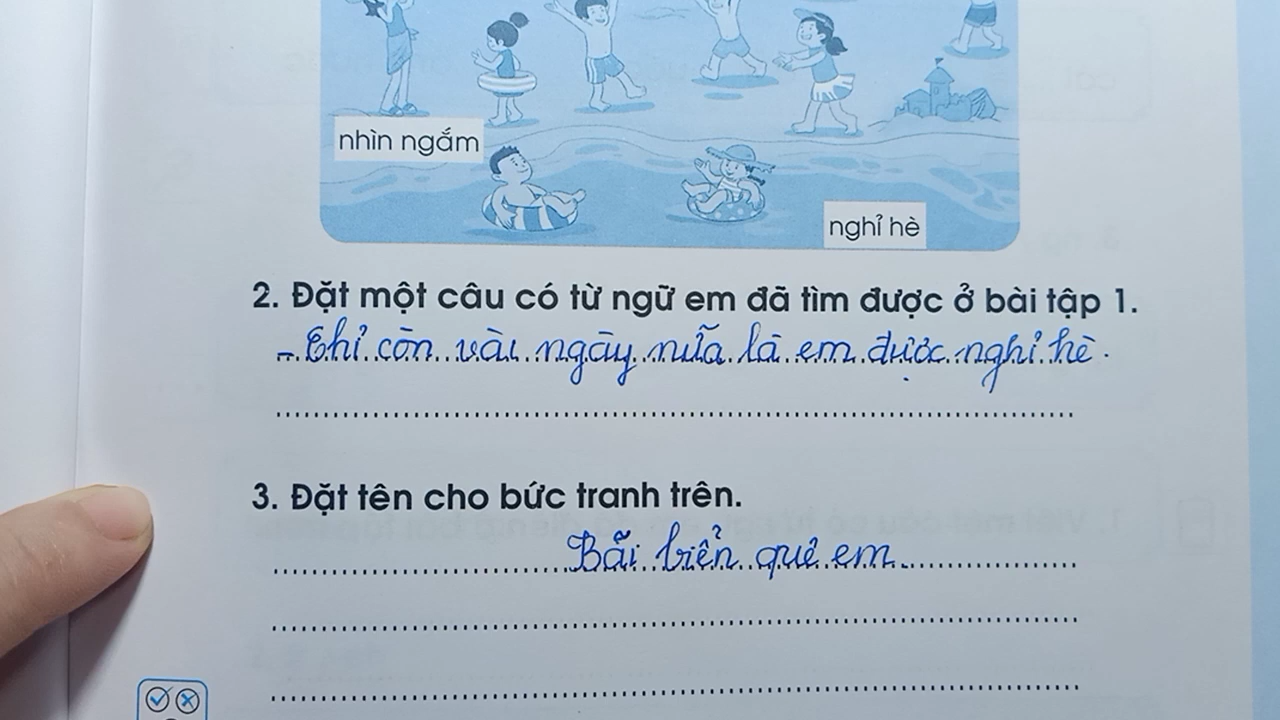 nhìn ngắm
nghỉ hè
2. Đặt một câu có từ ngữ em đã tìm được ở bài tập 1.
- Chỉ còn vài ngày nữa là em được nghỉ hè.
3. Đặt tên cho bức tranh trên.
Bãi biển quê em.